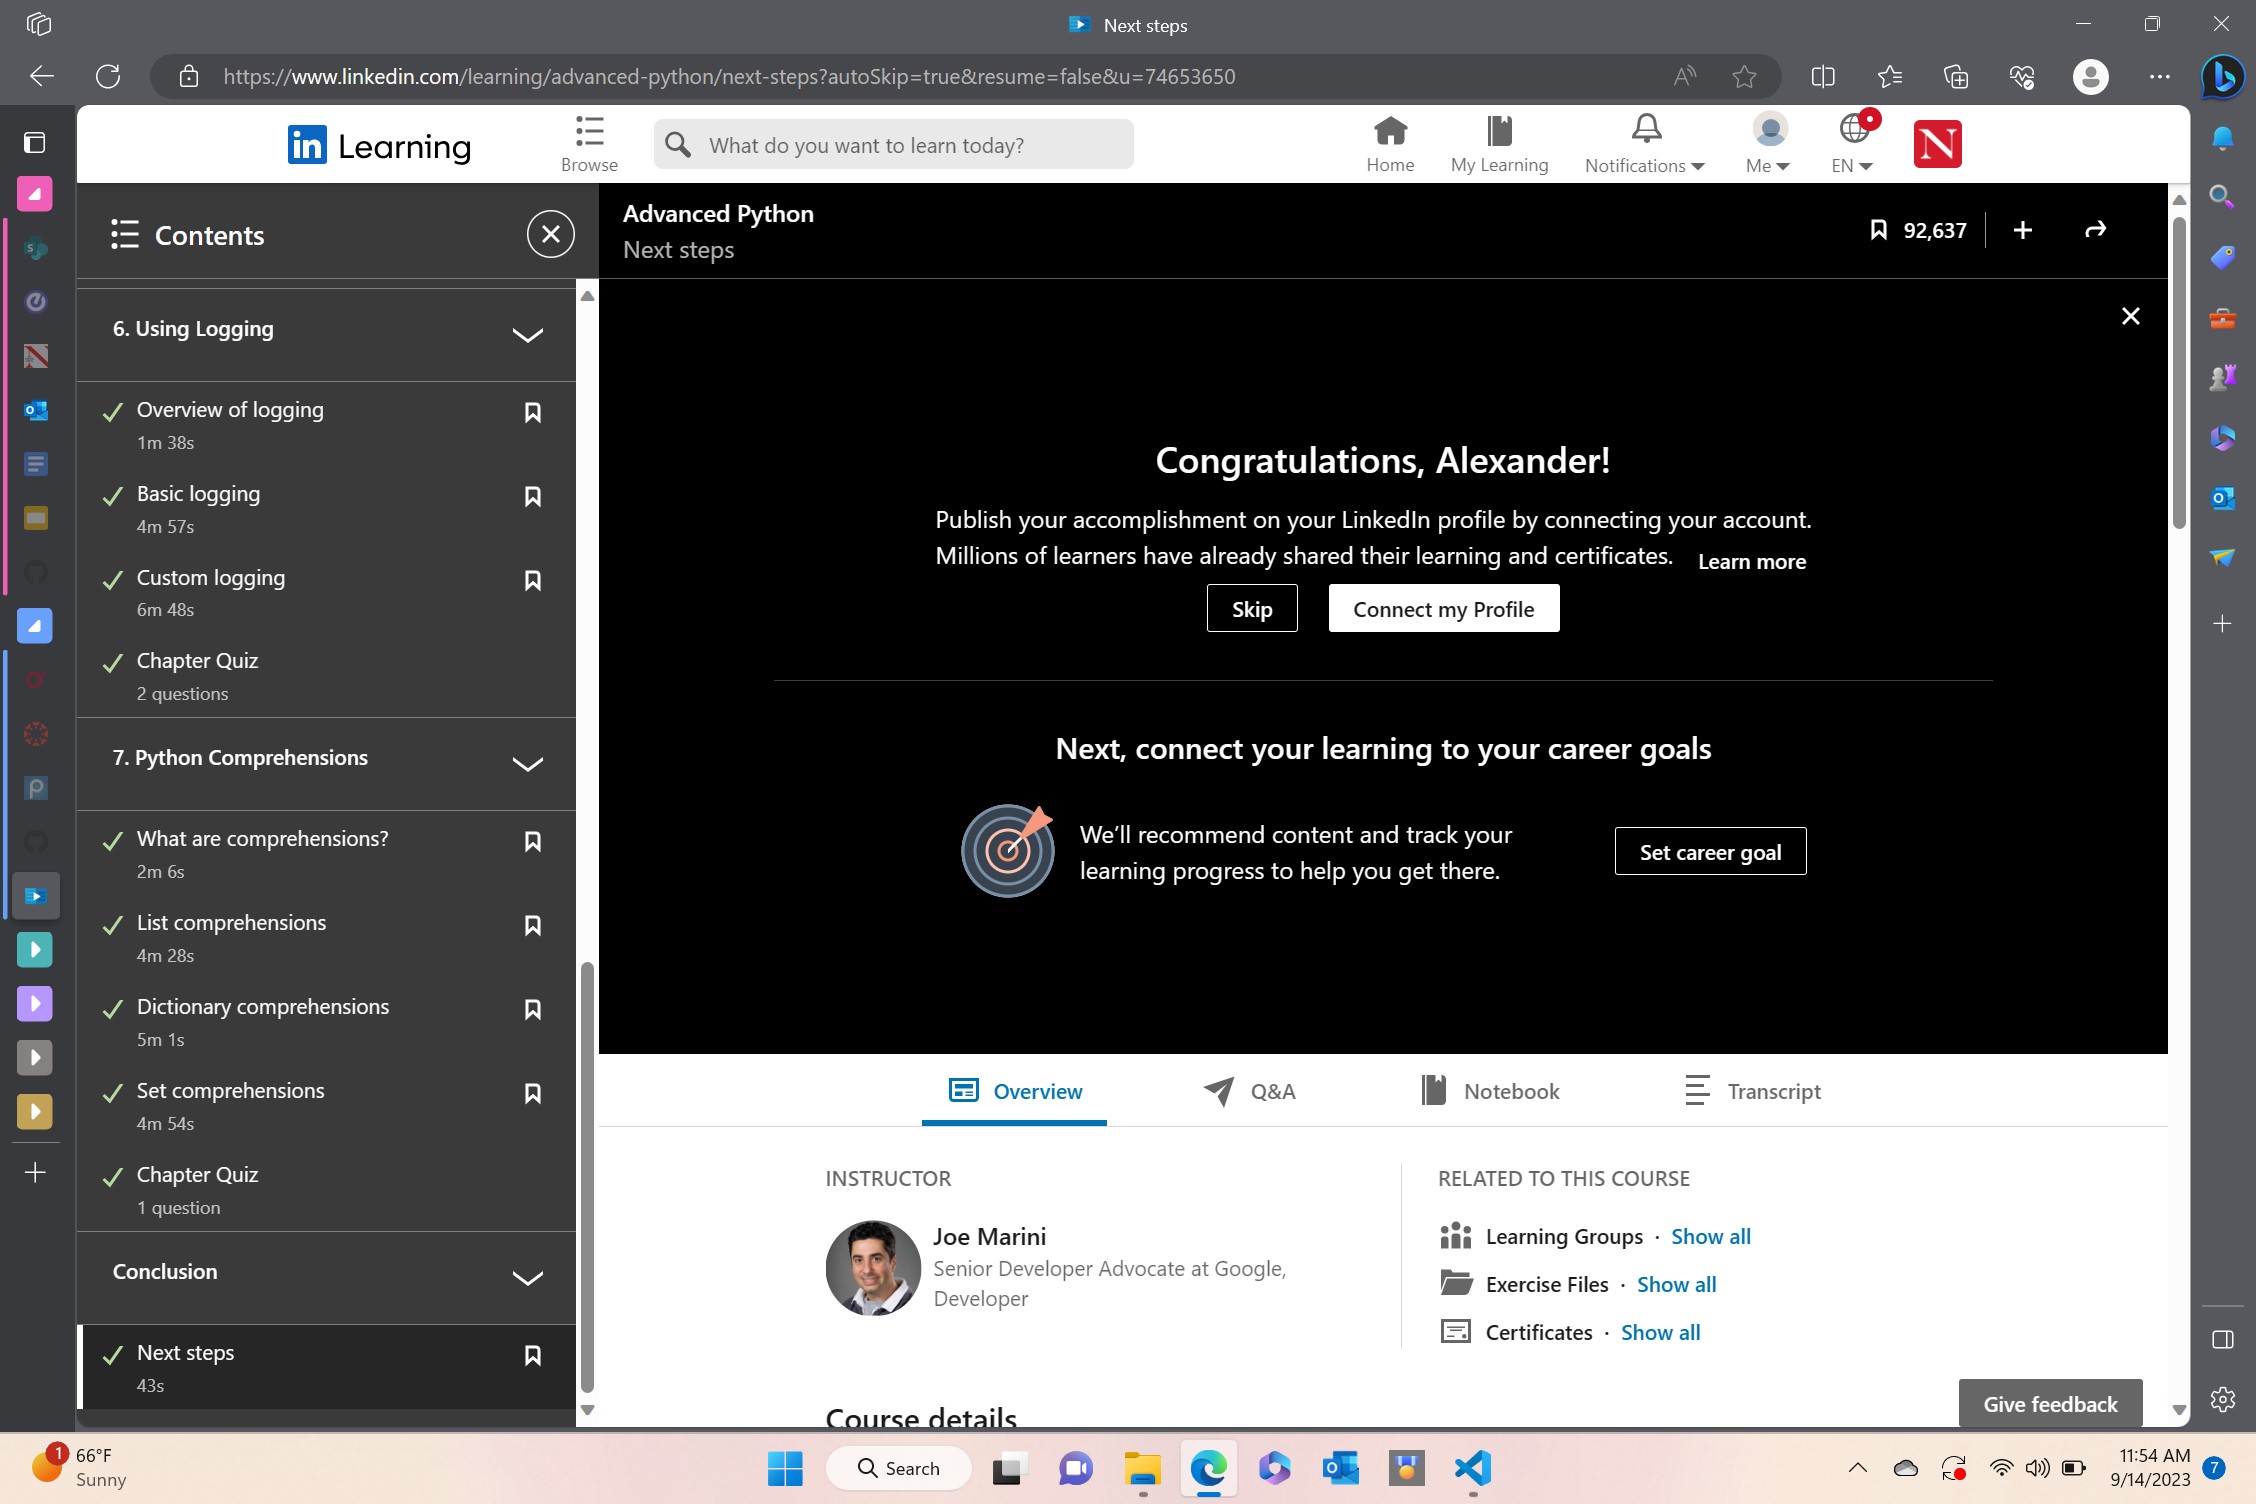 Next steps
https://www.linkedin.com/learning/advanced-python/next-steps?autoSkip=true&resume=false&u=74653650
in Learning
Browse
What do you want to learn today?
Home
My Learning
Notifications
Me
EN
N
Contents
6. Using Logging
Overview of logging
1m 38s
Basic logging
4m 57s
Custom logging
6m 48s
Chapter Quiz
2 questions
7. Python Comprehensions
What are comprehensions?
2m 6s
List comprehensions
4m 28s
Dictionary comprehensions
5m 1s
Set comprehensions
4m 54s
Chapter Quiz
1 question
Conclusion
Next steps
43s
Advanced Python
Next steps
92,637
Congratulations, Alexander!
Publish your accomplishment on your LinkedIn profile by connecting your account.
Millions of learners have already shared their learning and certificates. Learn more
Skip
Connect my Profile
Next, connect your learning to your career goals
We’ll recommend content and track your
learning progress to help you get there.
Set career goal
Overview
Q&A
Notebook
Transcript
INSTRUCTOR
Joe Marini
Senior Developer Advocate at Google,
Developer
RELATED TO THIS COURSE
Learning Groups · Show all
Exercise Files · Show all
Certificates · Show all
Course details
Give feedback
1
66°F
Sunny
Search
11:54 AM
9/14/2023
7